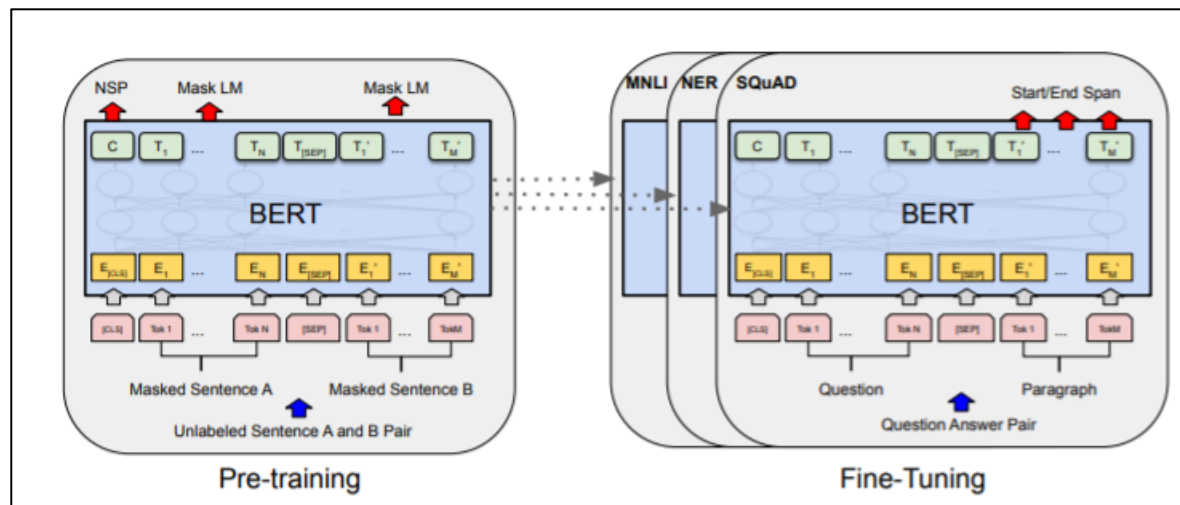 NSP Mask LM Mask LM
C T1 ... TN T[SEP] T1' ... TM'
BERT
E[CLS] E1 ... EN E[SEP] E1' ... EM'
[CLS] Tok 1 ... Tok N [SEP] Tok 1 ... TokM
Masked Sentence A Masked Sentence B
Unlabeled Sentence A and B Pair
Pre-training
MNLI NER SQuAD
Start/End Span
C T1 ... TN T[SEP] T1' ... TM'
BERT
E[CLS] E1 ... EN E[SEP] E1' ... EM'
[CLS] Tok 1 ... Tok N [SEP] Tok 1 ... TokM
Question Paragraph
Question Answer Pair
Fine-Tuning